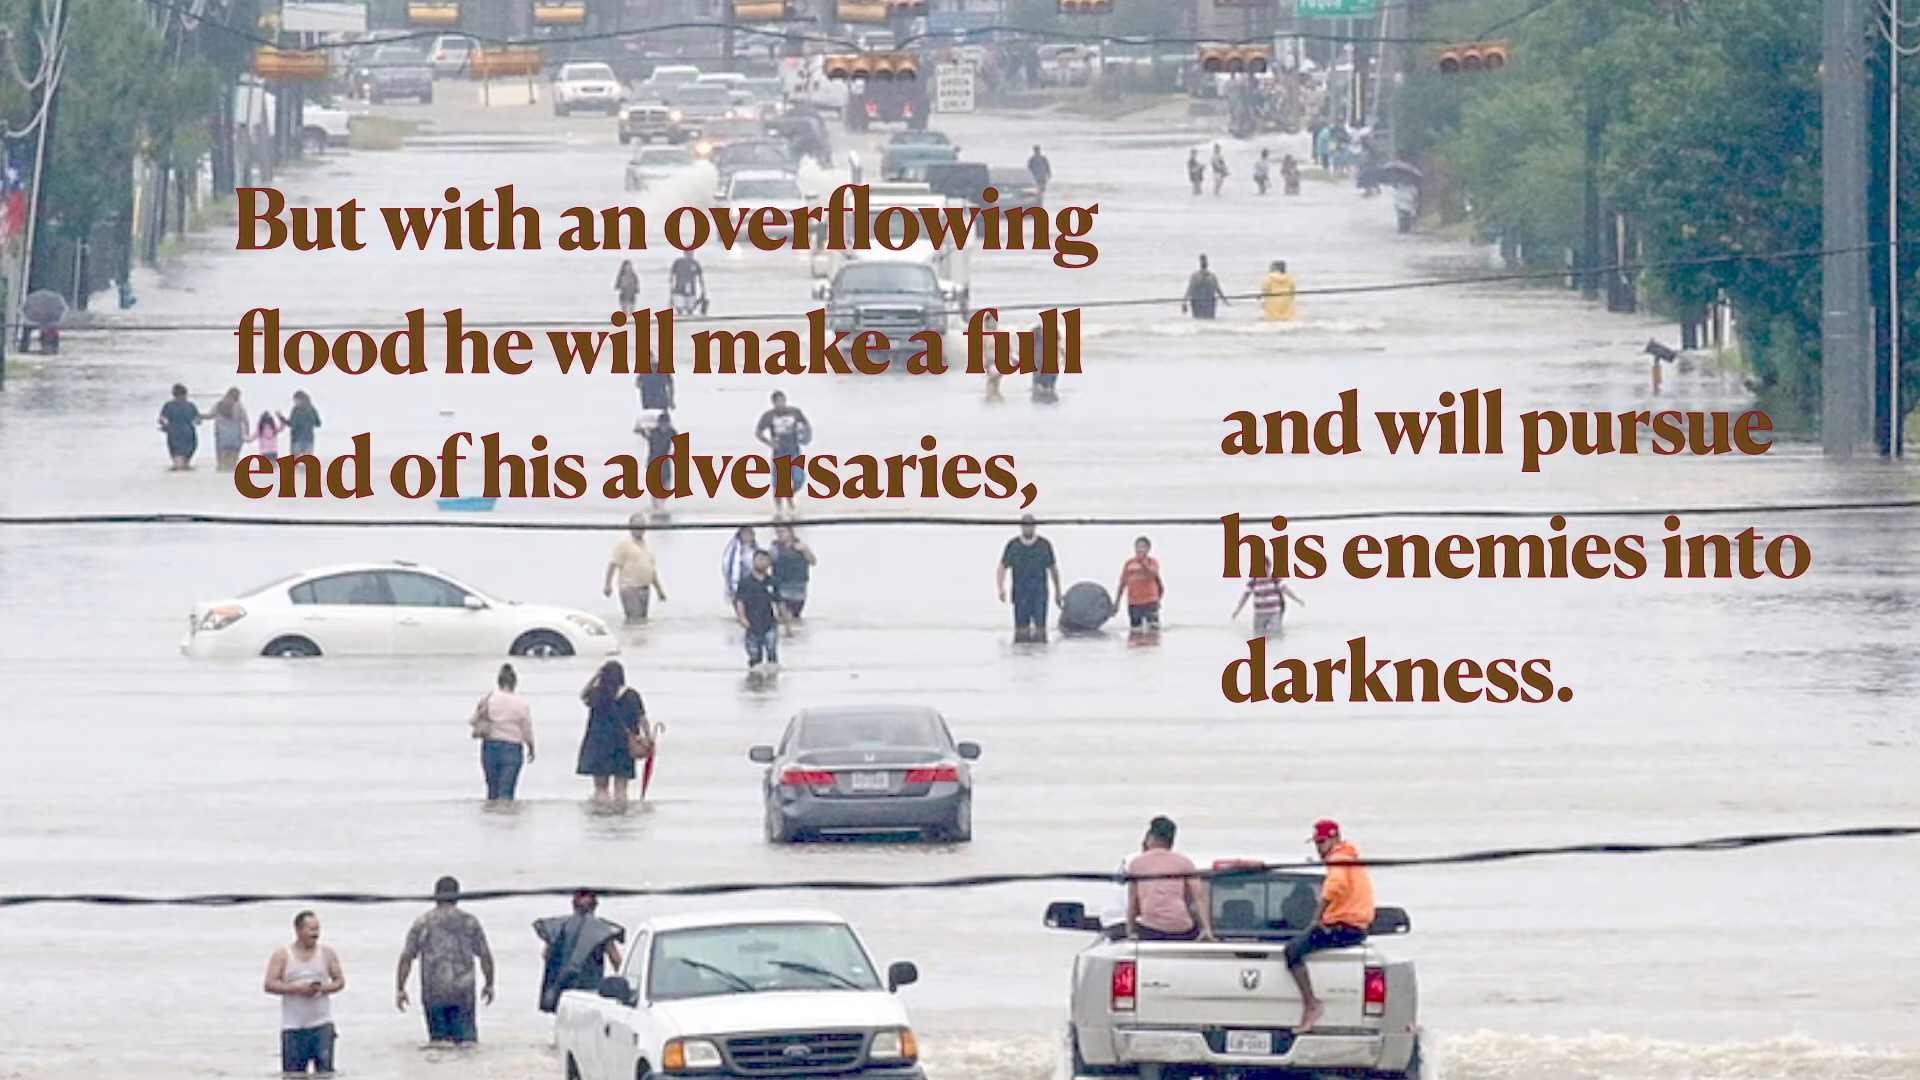 But with an overflowing
flood he will make a full
end of his adversaries,
and will pursue
his enemies into
darkness.